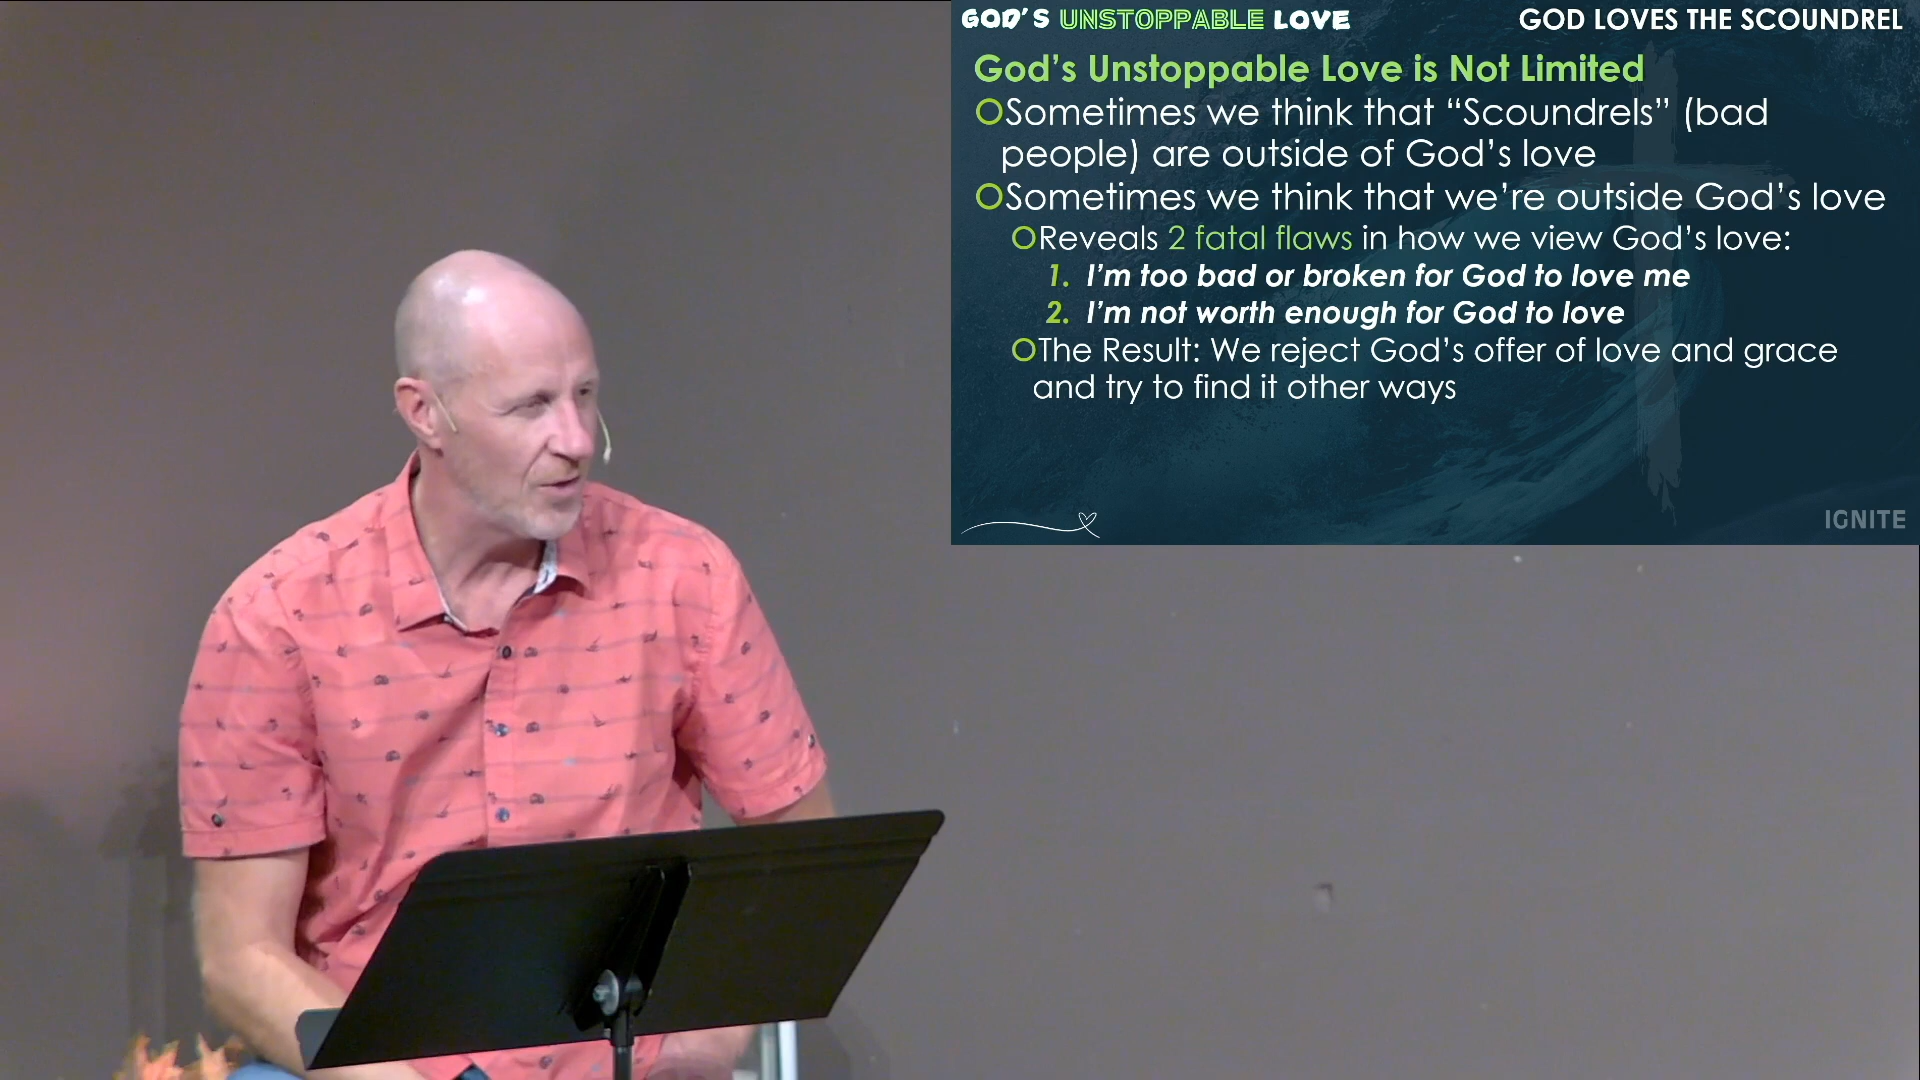 GOD'S UNSTOPPABLE LOVE
GOD LOVES THE SCOUNDREL
God's Unstoppable Love is Not Limited
Sometimes we think that “Scoundrels” (bad
people) are outside of God's love
Sometimes we think that we're outside God's love
Reveals 2 fatal flaws in how we view God's love:
1. I'm too bad or broken for God to love me
2. I'm not worth enough for God to love
The Result: We reject God's offer of love and grace
and try to find it other ways
IGNITE